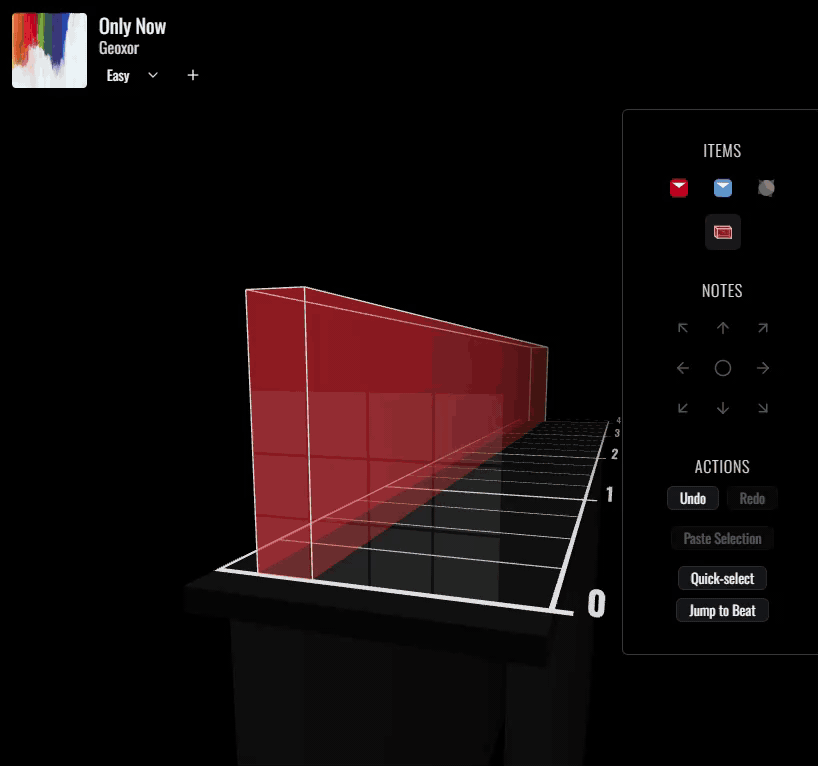 Only Now
Geoxor
Easy
ITEMS
NOTES
4
3
2
1
0
ACTIONS
Undo Redo
Paste Selection
Quick-select
Jump to Beat